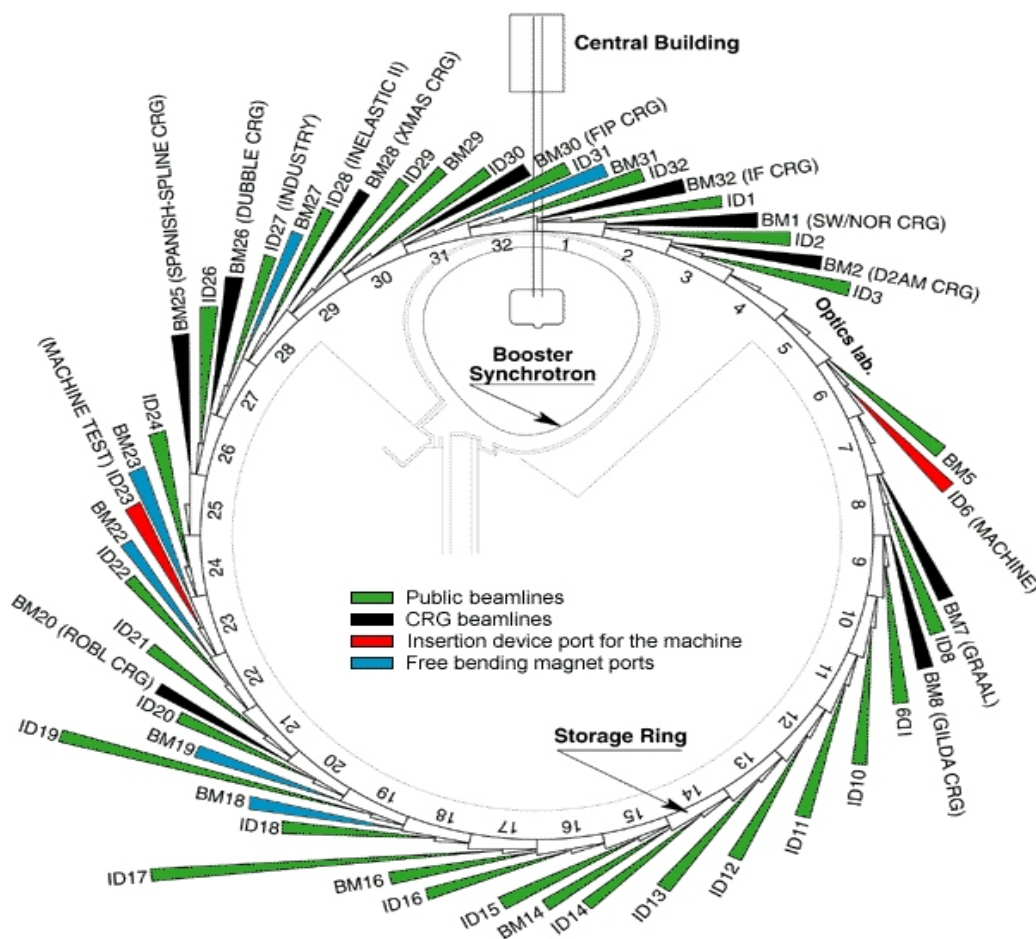 Central Building
BM30 (FIP CRG)
ID31
BM31
ID32
BM32 (IF CRG)
ID1
BM1 (SW/NOR CRG)
ID2
BM2 (D2AM CRG)
ID3
Optics lab.
BM5
ID6 (MACHINE)
BM7 (GRAAL)
ID8
BM8 (GILDA CRG)
ID9
ID10
ID11
ID12
ID13
ID14
BM14
ID15
ID16
BM16
ID17
ID18
BM18
ID19
BM19
ID20
BM20 (ROBL CRG)
ID21
ID22
BM22
(MACHINE TEST) ID23
BM23
ID24
BM25 (SPANISH-SPLINE CRG)
ID26
BM26 (DUBBLE CRG)
ID27 (INDUSTRY)
BM27
ID28 (INELASTIC II)
BM28 (XMAS CRG)
ID29
BM29
ID30
1
2
3
4
5
6
7
8
9
10
11
12
13
14
15
16
17
18
19
20
21
22
23
24
25
26
27
28
29
30
31
32
Booster
Synchrotron
Public beamlines
CRG beamlines
Insertion device port for the machine
Free bending magnet ports
Storage Ring